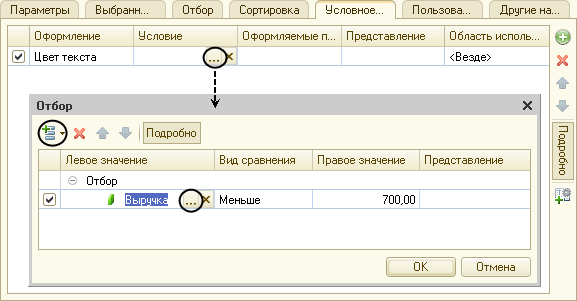 Параметры Выбранн... Отбор Сортировка Условное... Пользова... Другие на...
Оформление Условие Оформляемые п... Представление Область исполь...
Цвет текста ... <Везде>
Отбор
Подробно
Подробно
Левое значение Вид сравнения Правое значение Представление
Отбор
Выручка ... Меньше 700,00
OK Отмена